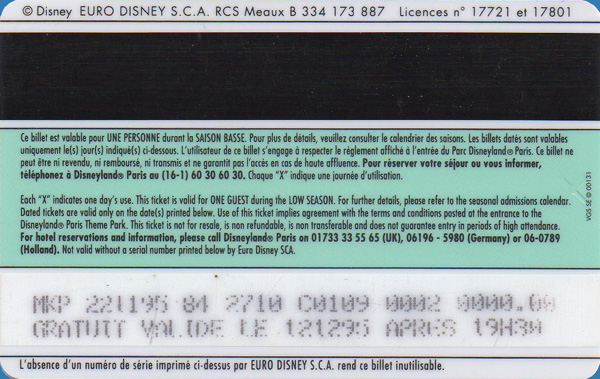 © Disney EURO DISNEY S.C.A. RCS Meaux B 334 173 887 Licences n° 17721 et 17801
Ce billet est valable pour UNE PERSONNE durant la SAISON BASSE. Pour plus de détails, veuillez consulter le calendrier des saisons. Les billets datés sont valables
uniquement le(s) jour(s) indiqué(s) ci-dessous. L'utilisateur de ce billet s'engage à respecter le règlement affiché à l'entrée du Parc Disneyland® Paris. Ce billet ne
peut être ni revendu, ni remboursé, ni transmis et ne garantit pas l'accès en cas de haute affluence. Pour réserver votre séjour ou vous informer,
téléphonez à Disneyland® Paris au (16-1) 60 30 60 30. Chaque "X" indique une journée d'utilisation.
Each "X" indicates one day's use. This ticket is valid for ONE GUEST during the LOW SEASON. For further details, please refer to the seasonal admissions calendar.
Dated tickets are valid only on the date(s) printed below. Use of this ticket implies agreement with the terms and conditions posted at the entrance to the
Disneyland® Paris Theme Park. This ticket is not for resale, is non refundable, is non transferable and does not guarantee entry in periods of high attendance.
For hotel reservations and information, please call Disneyland® Paris on 01733 33 55 65 (UK), 06196 - 5980 (Germany) or 06-0789
(Holland). Not valid without a serial number printed below by Euro Disney SCA.
VGS SE © 00131
MKP 221195 84 2710 C0109 0002 0000.00
GRATUIT VALIDE LE 121295 APRES 19H30
L'absence d'un numéro de série imprimé ci-dessus par EURO DISNEY S.C.A. rend ce billet inutilisable.